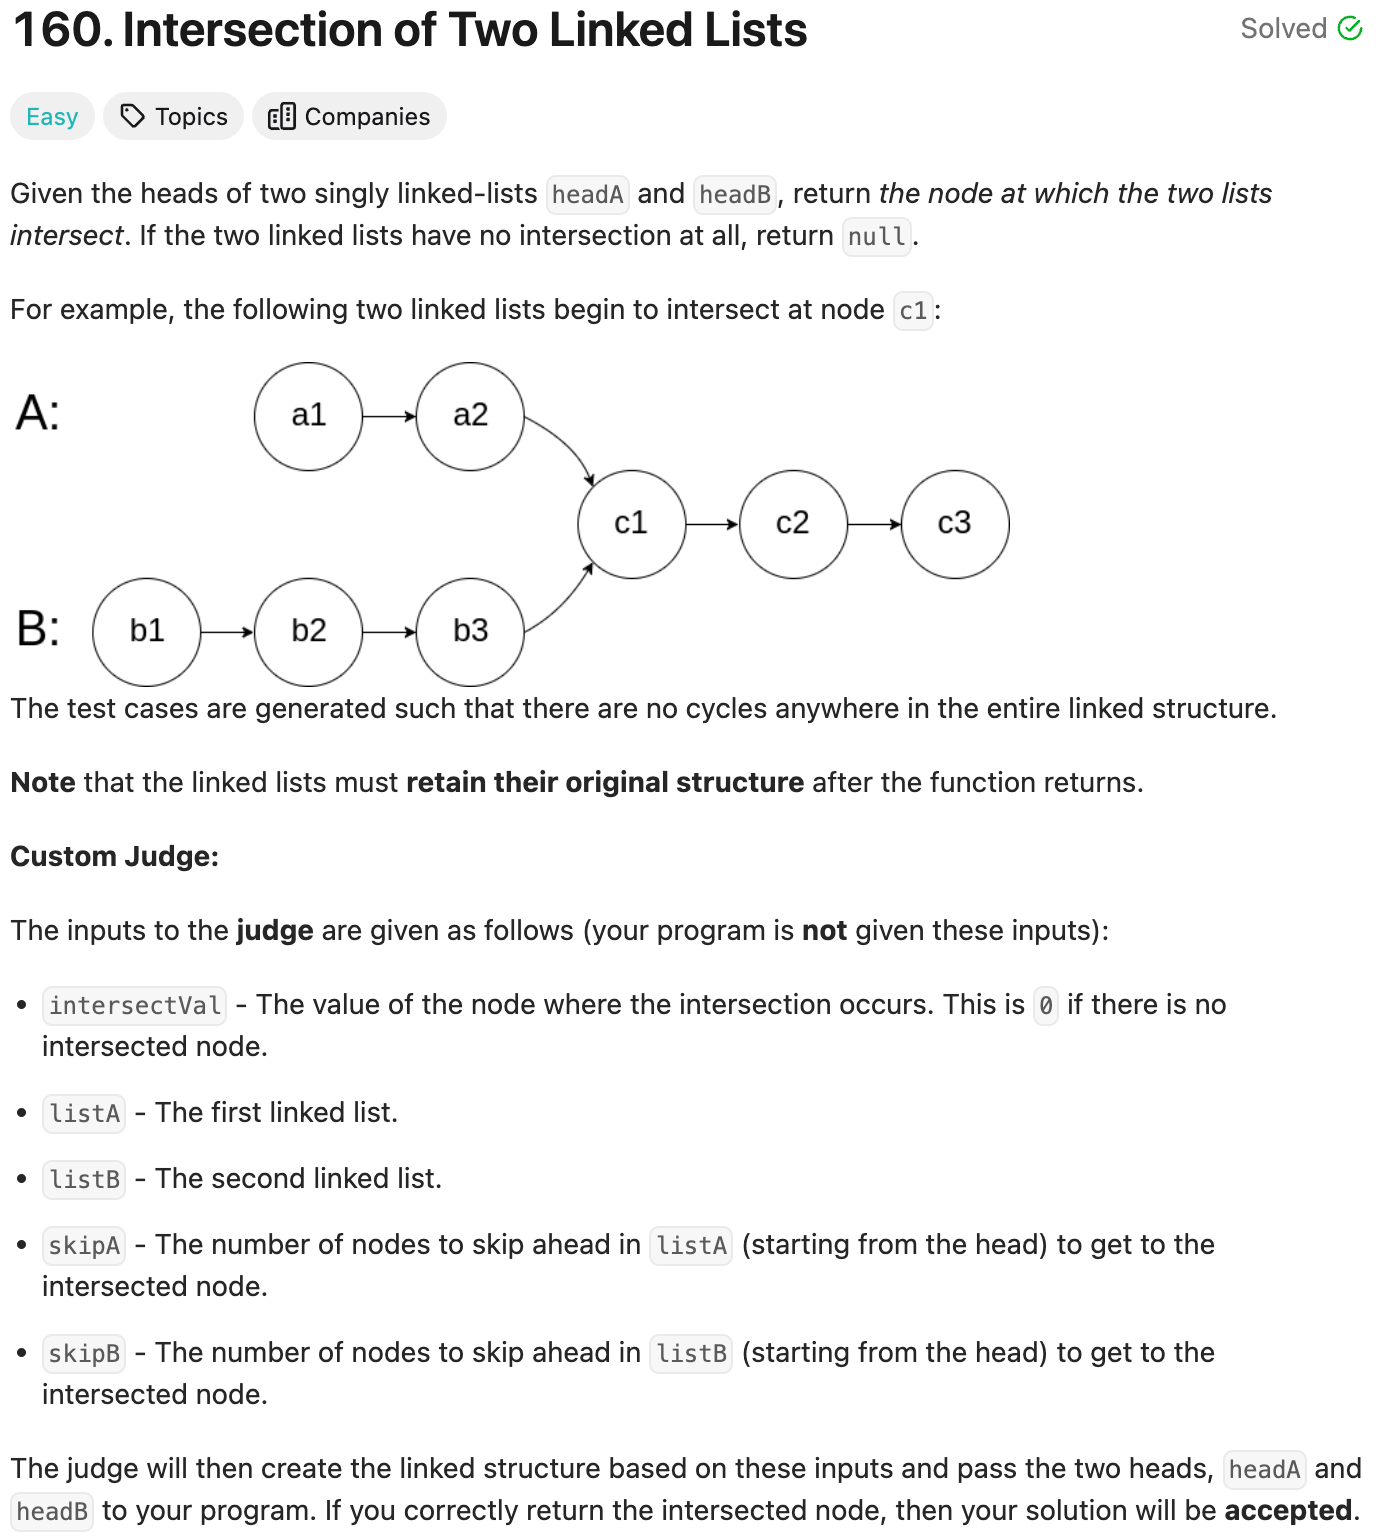 160. Intersection of Two Linked Lists
Solved
Easy
Topics
Companies
Given the heads of two singly linked-lists headA and headB, return the node at which the two lists
intersect. If the two linked lists have no intersection at all, return null.
For example, the following two linked lists begin to intersect at node c1:
A:
a1
a2
c1
c2
c3
B:
b1
b2
b3
The test cases are generated such that there are no cycles anywhere in the entire linked structure.
Note that the linked lists must retain their original structure after the function returns.
Custom Judge:
The inputs to the judge are given as follows (your program is not given these inputs):
• intersectVal - The value of the node where the intersection occurs. This is 0 if there is no
intersected node.
• listA - The first linked list.
• listB - The second linked list.
• skipA - The number of nodes to skip ahead in listA (starting from the head) to get to the
intersected node.
• skipB - The number of nodes to skip ahead in listB (starting from the head) to get to the
intersected node.
The judge will then create the linked structure based on these inputs and pass the two heads, headA and
headB to your program. If you correctly return the intersected node, then your solution will be accepted.